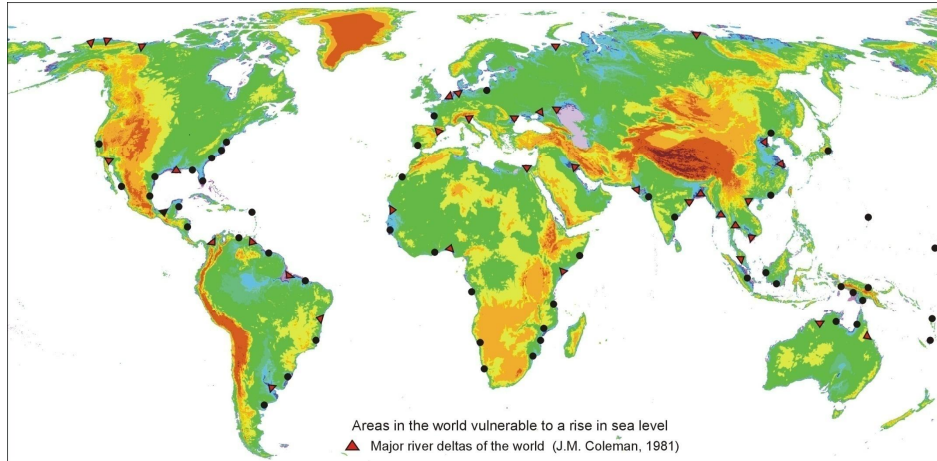 Areas in the world vulnerable to a rise in sea level
Major river deltas of the world (J.M. Coleman, 1981)